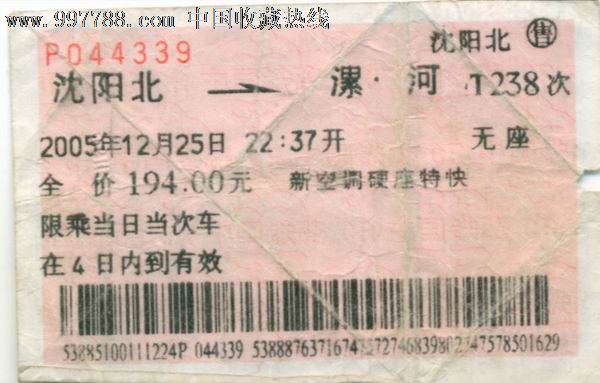 www.997788.com 中国收藏热线
P044339
沈阳北 售
沈阳北 漯·河 T238次
2005年12月25日 22:37开 无座
全 价 194.00元 新空调硬座特快
限乘当日当次车
在4日内到有效
53885100111224P 044339